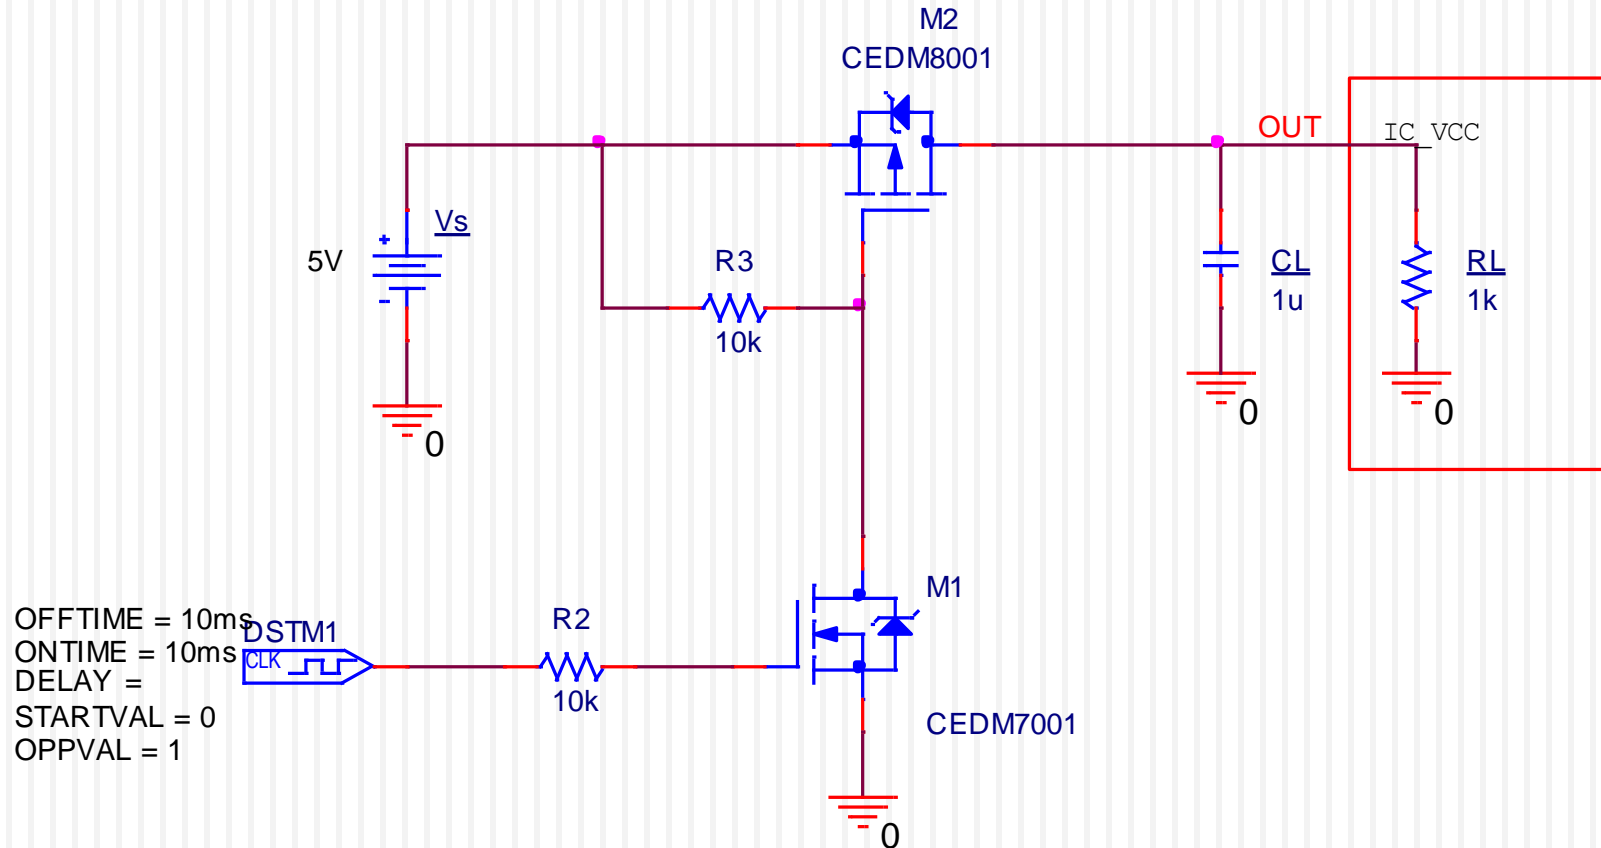 M2
CEDM8001
OUT
IC_VCC
Vs
5V
+
-
R3
10k
CL
1u
RL
1k
0
0
0
M1
CEDM7001
OFFTIME = 10ms
ONTIME = 10ms
DELAY =
STARTVAL = 0
OPPVAL = 1
DSTM1
CLK
R2
10k
0